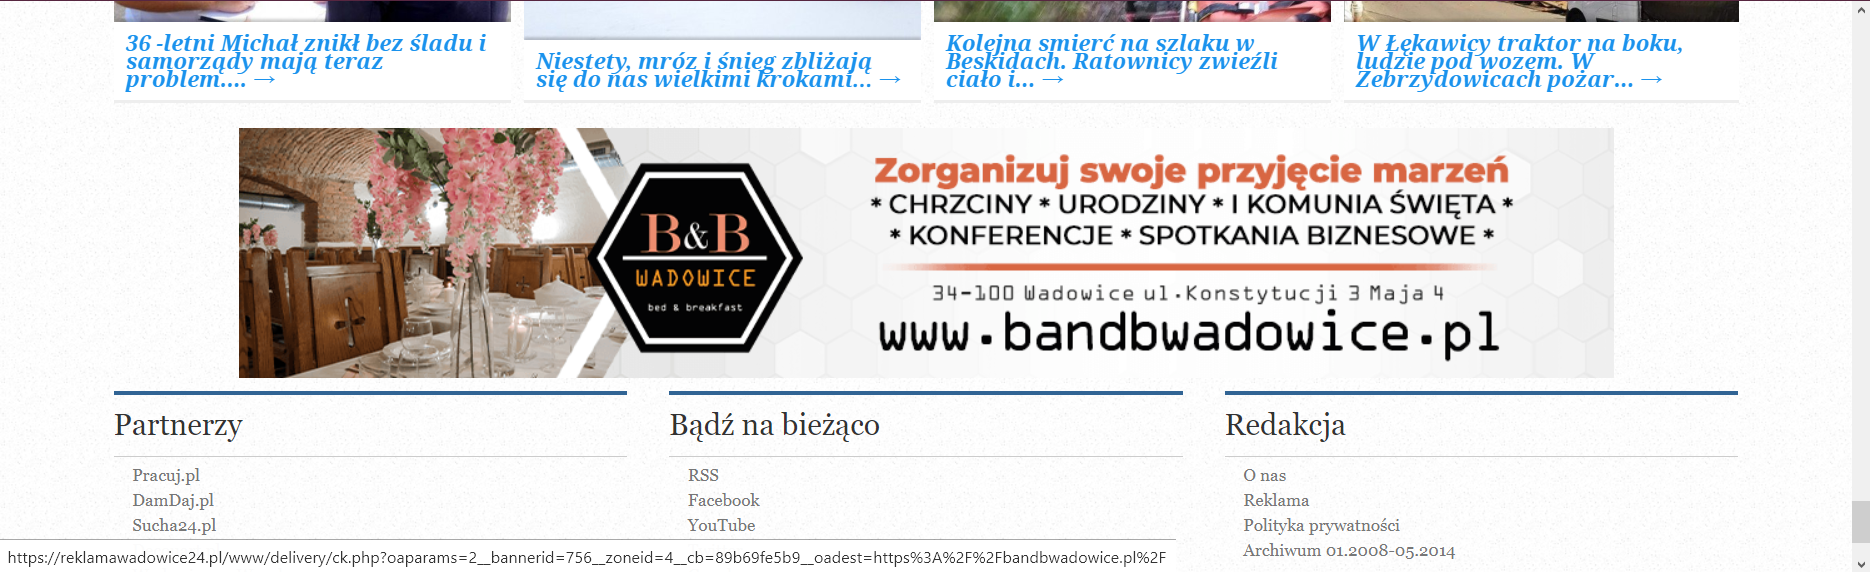 36 -letni Michał znikł bez śladu i
samorządy mają teraz
problem.... →
Niestety, mróz i śnieg zbliżają
się do nas wielkimi krokami... →
Kolejna smierć na szlaku w
Beskidach. Ratownicy zwieźli
ciało i... →
W Łękawicy traktor na boku,
ludzie pod wozem. W
Zebrzydowicach pożar... →
B&B
WADOWICE
bed & breakfast
Zorganizuj swoje przyjęcie marzeń
* CHRZCINY * URODZINY * I KOMUNIA ŚWIĘTA *
* KONFERENCJE * SPOTKANIA BIZNESOWE *
34-100 Wadowice ul.Konstytucji 3 Maja 4
www.bandbwadowice.pl
Partnerzy
Pracuj.pl
DamDaj.pl
Sucha24.pl
Bądź na bieżąco
RSS
Facebook
YouTube
Redakcja
O nas
Reklama
Polityka prywatności
Archiwum 01.2008-05.2014
https://reklamawadowice24.pl/www/delivery/ck.php?oaparams=2__bannerid=756__zoneid=4__cb=89b69fe5b9__oadest=https%3A%2F%2Fbandbwadowice.pl%2F